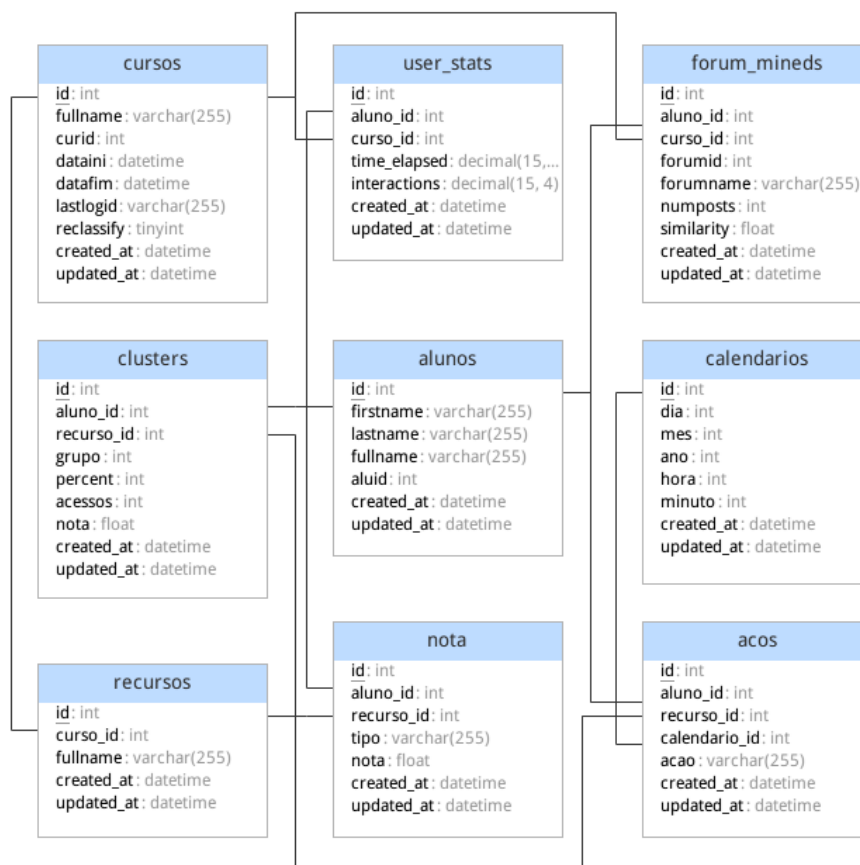 cursos
id: int
fullname: varchar(255)
curid: int
dataini: datetime
datafim: datetime
lastlogid: varchar(255)
reclassify: tinyint
created_at: datetime
updated_at: datetime
user_stats
id: int
aluno_id: int
curso_id: int
time_elapsed: decimal(15,...
interactions: decimal(15, 4)
created_at: datetime
updated_at: datetime
forum_mineds
id: int
aluno_id: int
curso_id: int
forumid: int
forumname: varchar(255)
numposts: int
similarity: float
created_at: datetime
updated_at: datetime
clusters
id: int
aluno_id: int
recurso_id: int
grupo: int
percent: int
acessos: int
nota: float
created_at: datetime
updated_at: datetime
alunos
id: int
firstname: varchar(255)
lastname: varchar(255)
fullname: varchar(255)
aluid: int
created_at: datetime
updated_at: datetime
calendarios
id: int
dia: int
mes: int
ano: int
hora: int
minuto: int
created_at: datetime
updated_at: datetime
recursos
id: int
curso_id: int
fullname: varchar(255)
created_at: datetime
updated_at: datetime
nota
id: int
aluno_id: int
recurso_id: int
tipo: varchar(255)
nota: float
created_at: datetime
updated_at: datetime
acos
id: int
aluno_id: int
recurso_id: int
calendario_id: int
acao: varchar(255)
created_at: datetime
updated_at: datetime